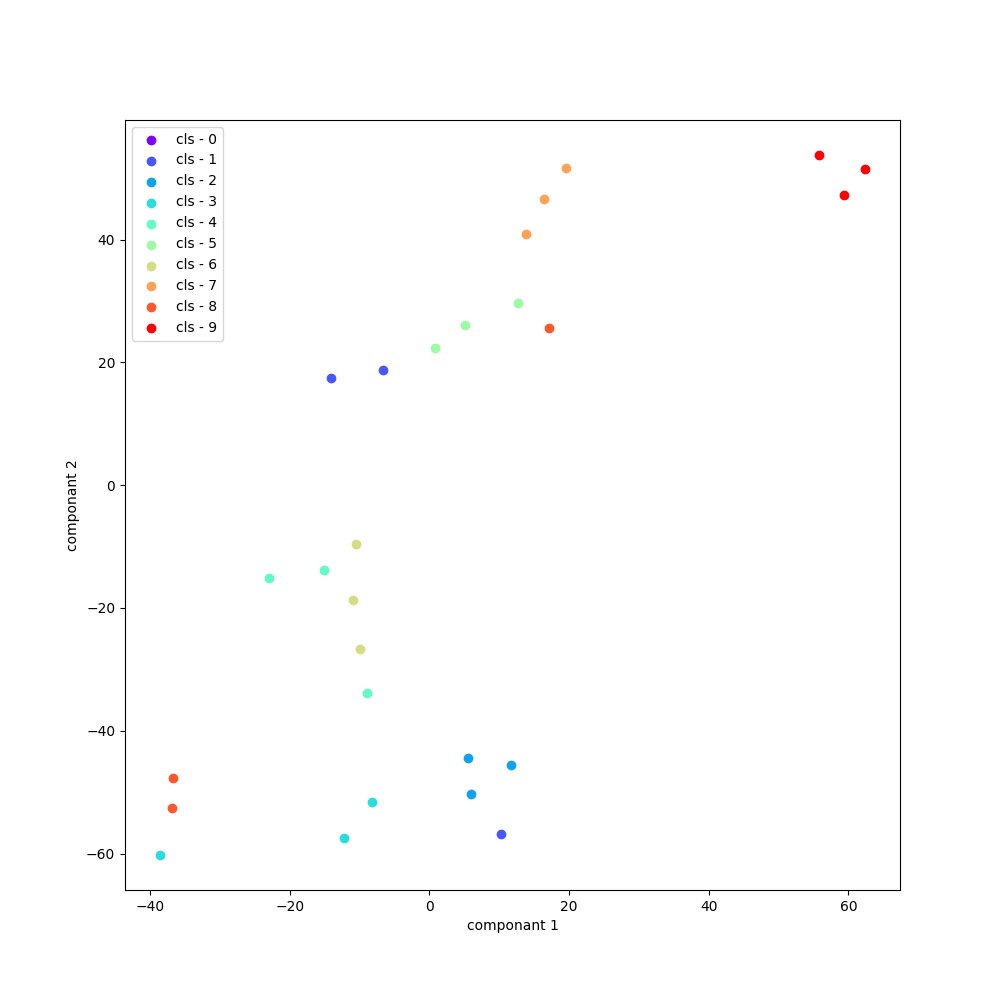 cls - 0
cls - 1
cls - 2
cls - 3
cls - 4
cls - 5
cls - 6
cls - 7
cls - 8
cls - 9
40
20
0
−20
−40
−60
componant 2
−40 −20 0 20 40 60
componant 1